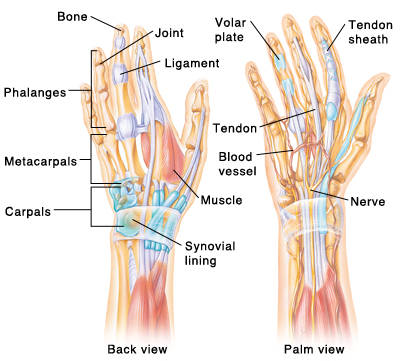 Bone
Joint
Ligament
Phalanges
Metacarpals
Carpals
Muscle
Synovial
lining
Back view
Volar
plate
Tendon
sheath
Tendon
Blood
vessel
Nerve
Palm view